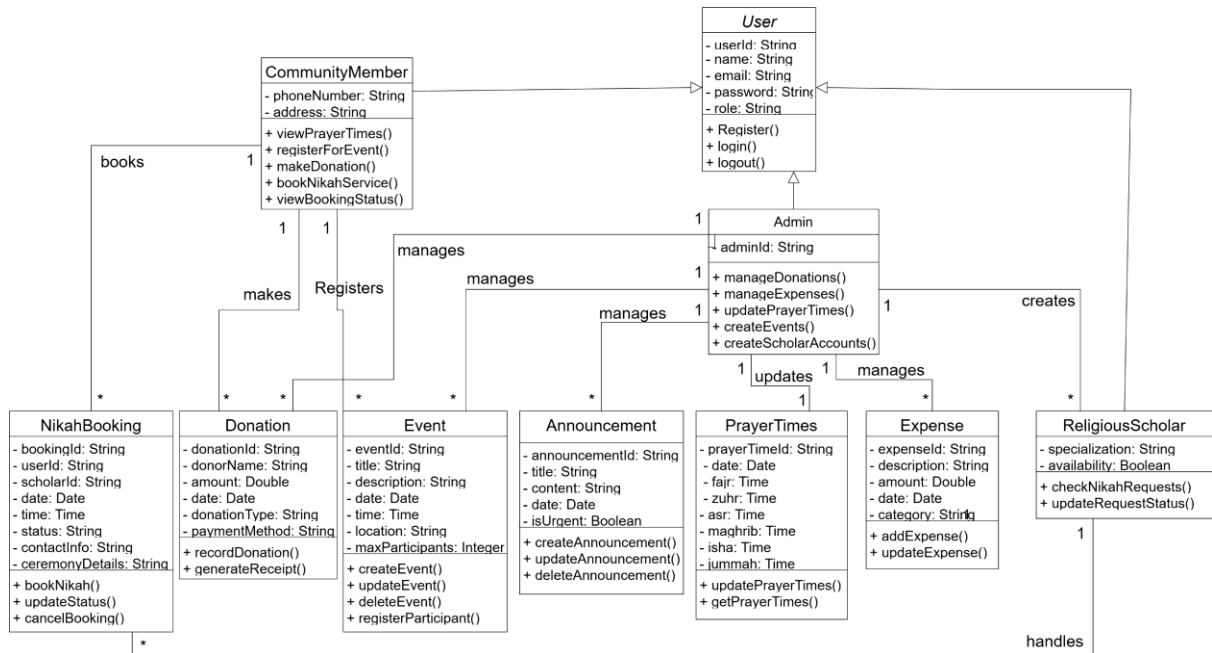 User
- userId: String
- name: String
- email: String
- password: String
- role: String
+ Register()
+ login()
+ logout()
CommunityMember
- phoneNumber: String
- address: String
+ viewPrayerTimes()
+ registerForEvent()
+ makeDonation()
+ bookNikahService()
+ viewBookingStatus()
books
1
1
1
makes
Registers
Admin
- adminId: String
+ manageDonations()
+ manageExpenses()
+ updatePrayerTimes()
+ createEvents()
+ createScholarAccounts()
1
manages
1
manages
1
manages
1
creates
1
updates
1
manages
*
*
*
*
*
*
1
*
*
NikahBooking
- bookingId: String
- userId: String
- scholarId: String
- date: Date
- time: Time
- status: String
- contactInfo: String
- ceremonyDetails: String
+ bookNikah()
+ updateStatus()
+ cancelBooking()
*
Donation
- donationId: String
- donorName: String
- amount: Double
- date: Date
- donationType: String
- paymentMethod: String
+ recordDonation()
+ generateReceipt()
Event
- eventId: String
- title: String
- description: String
- date: Date
- time: Time
- location: String
- maxParticipants: Integer
+ createEvent()
+ updateEvent()
+ deleteEvent()
+ registerParticipant()
Announcement
- announcementId: String
- title: String
- content: String
- date: Date
- isUrgent: Boolean
+ createAnnouncement()
+ updateAnnouncement()
+ deleteAnnouncement()
PrayerTimes
- prayerTimeId: String
- date: Date
- fajr: Time
- zuhr: Time
- asr: Time
- maghrib: Time
- isha: Time
- jummah: Time
+ updatePrayerTimes()
+ getPrayerTimes()
Expense
- expenseId: String
- description: String
- amount: Double
- date: Date
- category: String
+ addExpense()
+ updateExpense()
ReligiousScholar
- specialization: String
- availability: Boolean
+ checkNikahRequests()
+ updateRequestStatus()
1
handles